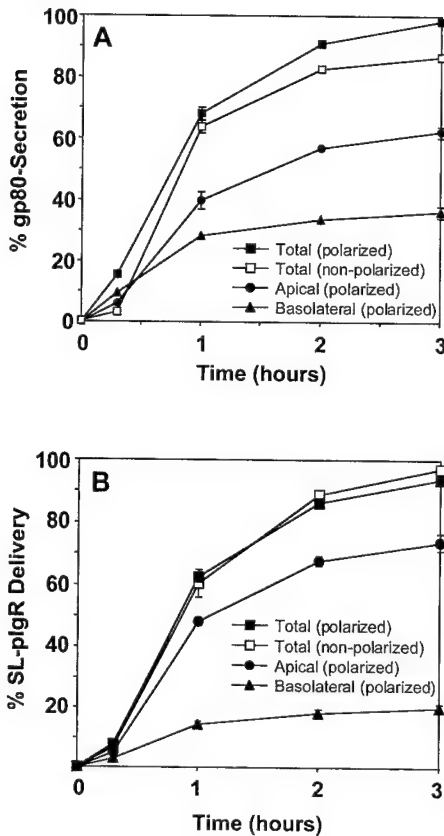 A
% gp80-Secretion
100
80
60
40
20
0
Total (polarized)
Total (non-polarized)
Apical (polarized)
Basolateral (polarized)
0
1
2
3
Time (hours)
B
% SL-pIgR Delivery
100
80
60
40
20
Total (polarized)
Total (non-polarized)
Apical (polarized)
Basolateral (polarized)
0
1
2
3
Time (hours)